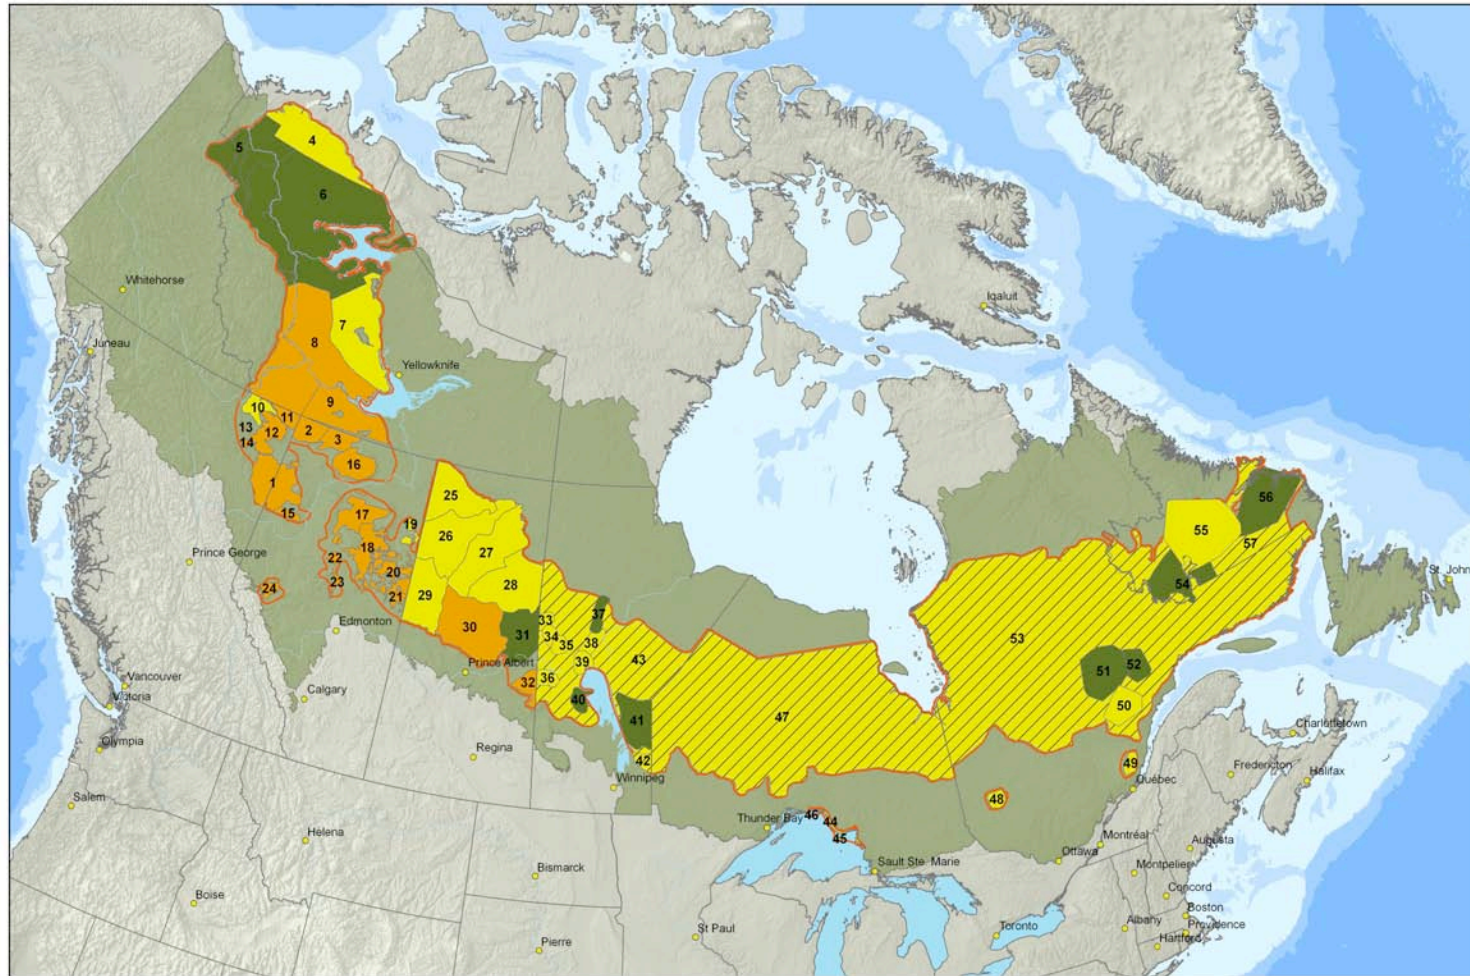 4
5
6
Whitehorse
Iqaluit
7
8
Juneau
Yellowknife
9
10
11
13
12
2
3
14
16
1
25
56
15
17
19
26
55
18
27
57
Prince George
22
20
28
54
St. John
24
23
21
29
37
33
Edmonton
30
31
34
35
38
53
39
43
51
52
Prince Albert
32
36
Vancouver
40
50
Victoria
Calgary
41
47
Charlottetown
Olympia
Regina
42
49
Fredericton
Winnipeg
Québec
Halifax
48
Salem
46
Thunder Bay
44
Helena
45
Montréal
Augusta
Sault Ste. Marie
Ottawa
Bismarck
Montpelier
Concord
Boise
Boston
Albany
Providence
St Paul
Toronto
Pierre
Hartford